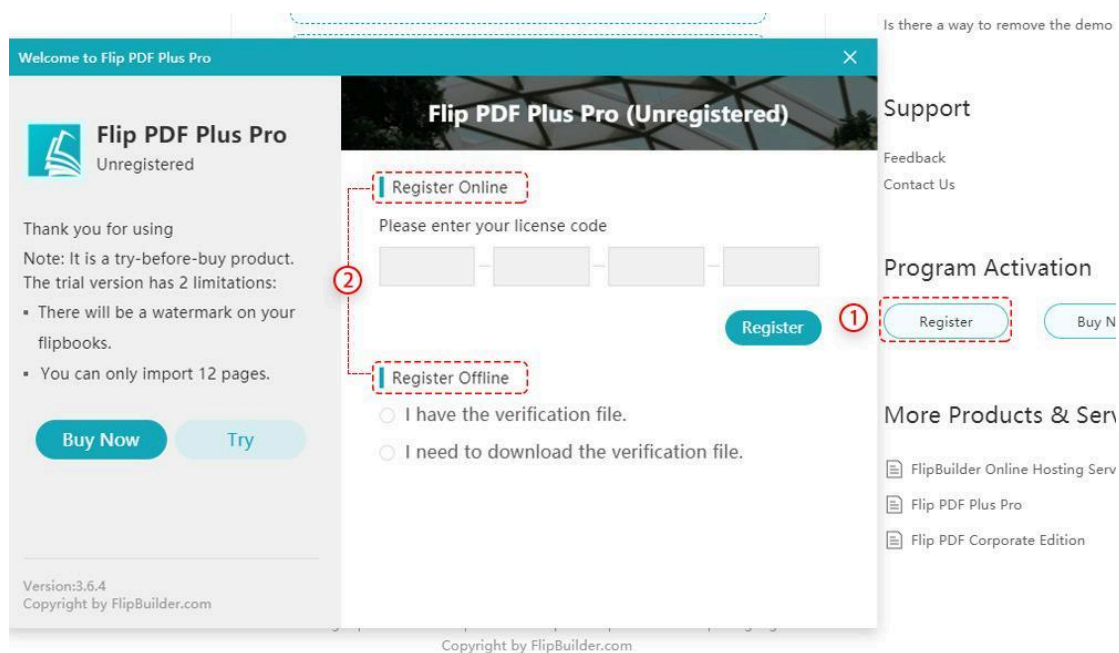 Is there a way to remove the demo
Welcome to Flip PDF Plus Pro
Flip PDF Plus Pro
Unregistered
Thank you for using
Note: It is a try-before-buy product.
The trial version has 2 limitations:
▪ There will be a watermark on your
flipbooks.
▪ You can only import 12 pages.
Buy Now
Try
Version:3.6.4
Copyright by FlipBuilder.com
Flip PDF Plus Pro (Unregistered)
Register Online
Please enter your license code
2
Register
Register Offline
I have the verification file.
I need to download the verification file.
Support
Feedback
Contact Us
Program Activation
1
Register
Buy N
More Products & Serv
FlipBuilder Online Hosting Serv
Flip PDF Plus Pro
Flip PDF Corporate Edition
Copyright by FlipBuilder.com